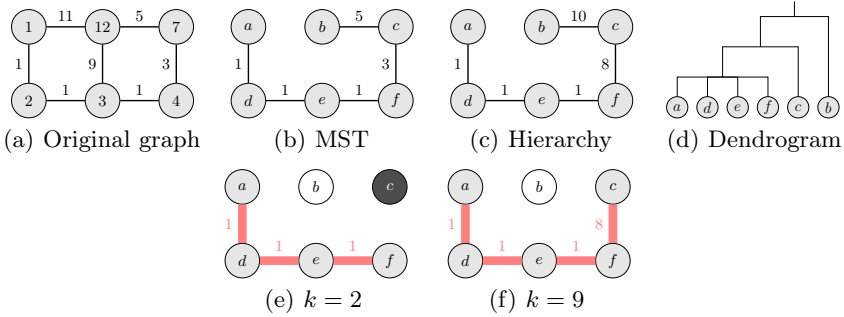 1 11 12 5 7
1 9 3
2 1 3 1 4
(a) Original graph
a b 5 c
1 3
d 1 e 1 f
(b) MST
a b 10 c
1 8
d 1 e 1 f
(c) Hierarchy
a d e f c b
(d) Dendrogram
a b c
1
d 1 e 1 f
(e) k = 2
a b c
1 8
d 1 e 1 f
(f) k = 9